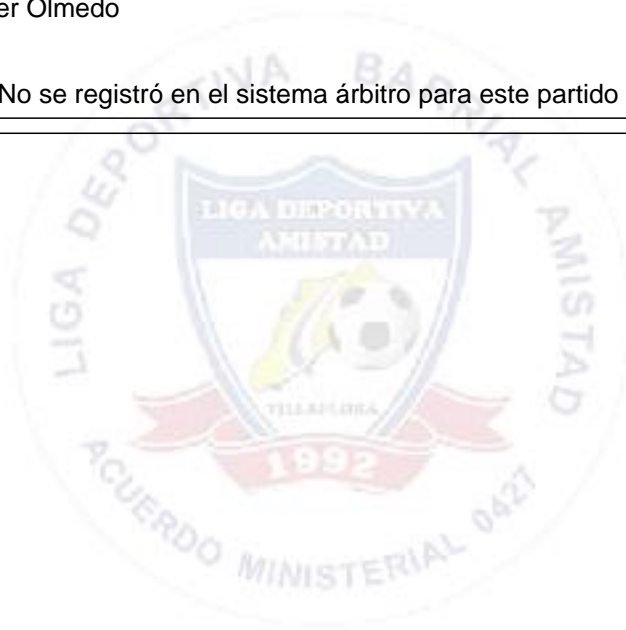 er Olmedo
No se registró en el sistema árbitro para este partido
LIGA DEPORTIVA BARRIAL AMISTAD
LIGA DEPORTIVA
AMISTAD
VILLAFLORA
1992
ACUERDO MINISTERIAL 0427